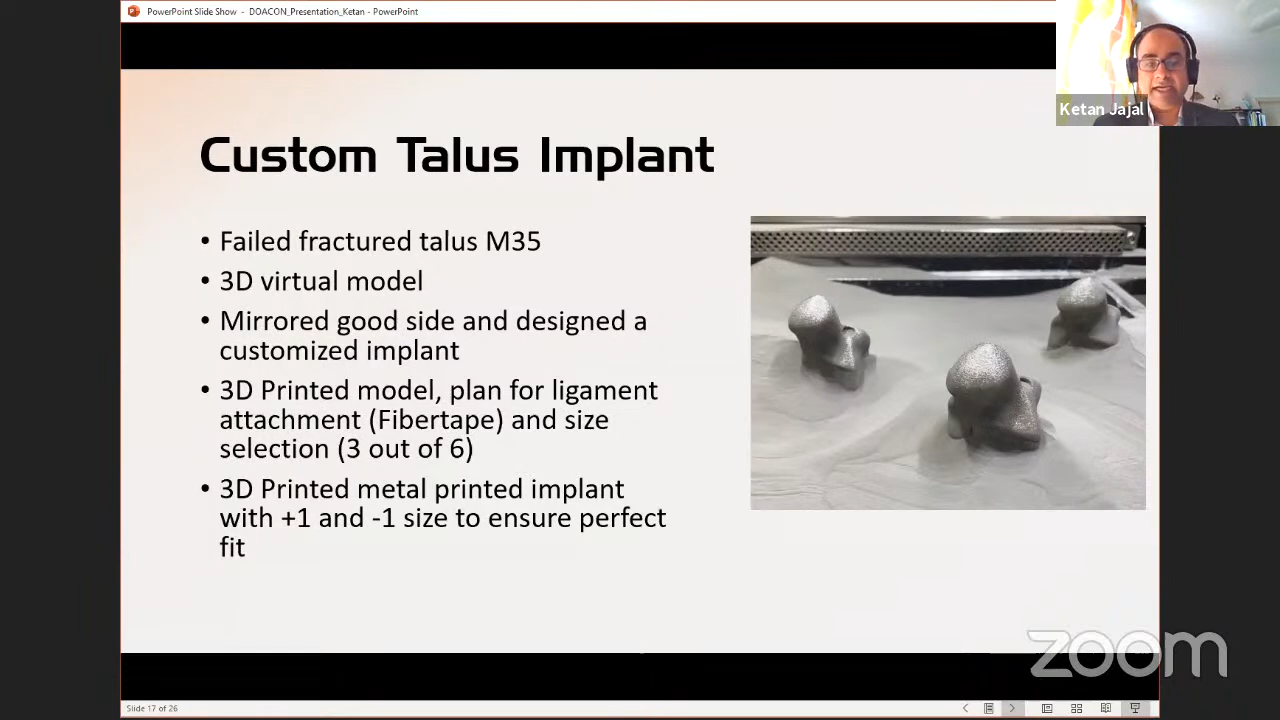 PowerPoint Slide Show - DOACON_Presentation_Ketan - PowerPoint
Ketan Jajal
Custom Talus Implant
• Failed fractured talus M35
• 3D virtual model
• Mirrored good side and designed a
customized implant
• 3D Printed model, plan for ligament
attachment (Fibertape) and size
selection (3 out of 6)
• 3D Printed metal printed implant
with +1 and -1 size to ensure perfect
fit
zoom
Slide 17 of 26